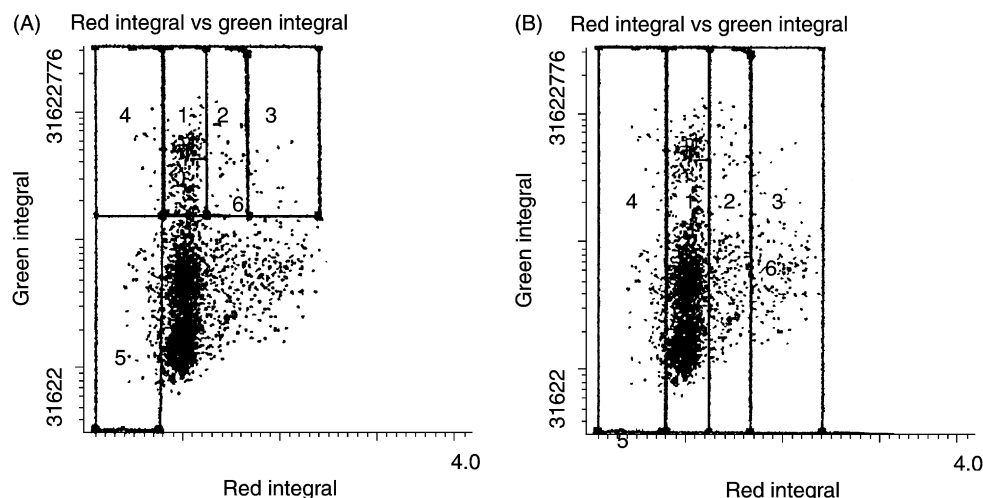 (A) Red integral vs green integral
Green integral
31622776
31622
4 1 2 3
6
5
4.0
Red integral
(B) Red integral vs green integral
Green integral
31622776
31622
4 1 2 3
6
5
4.0
Red integral